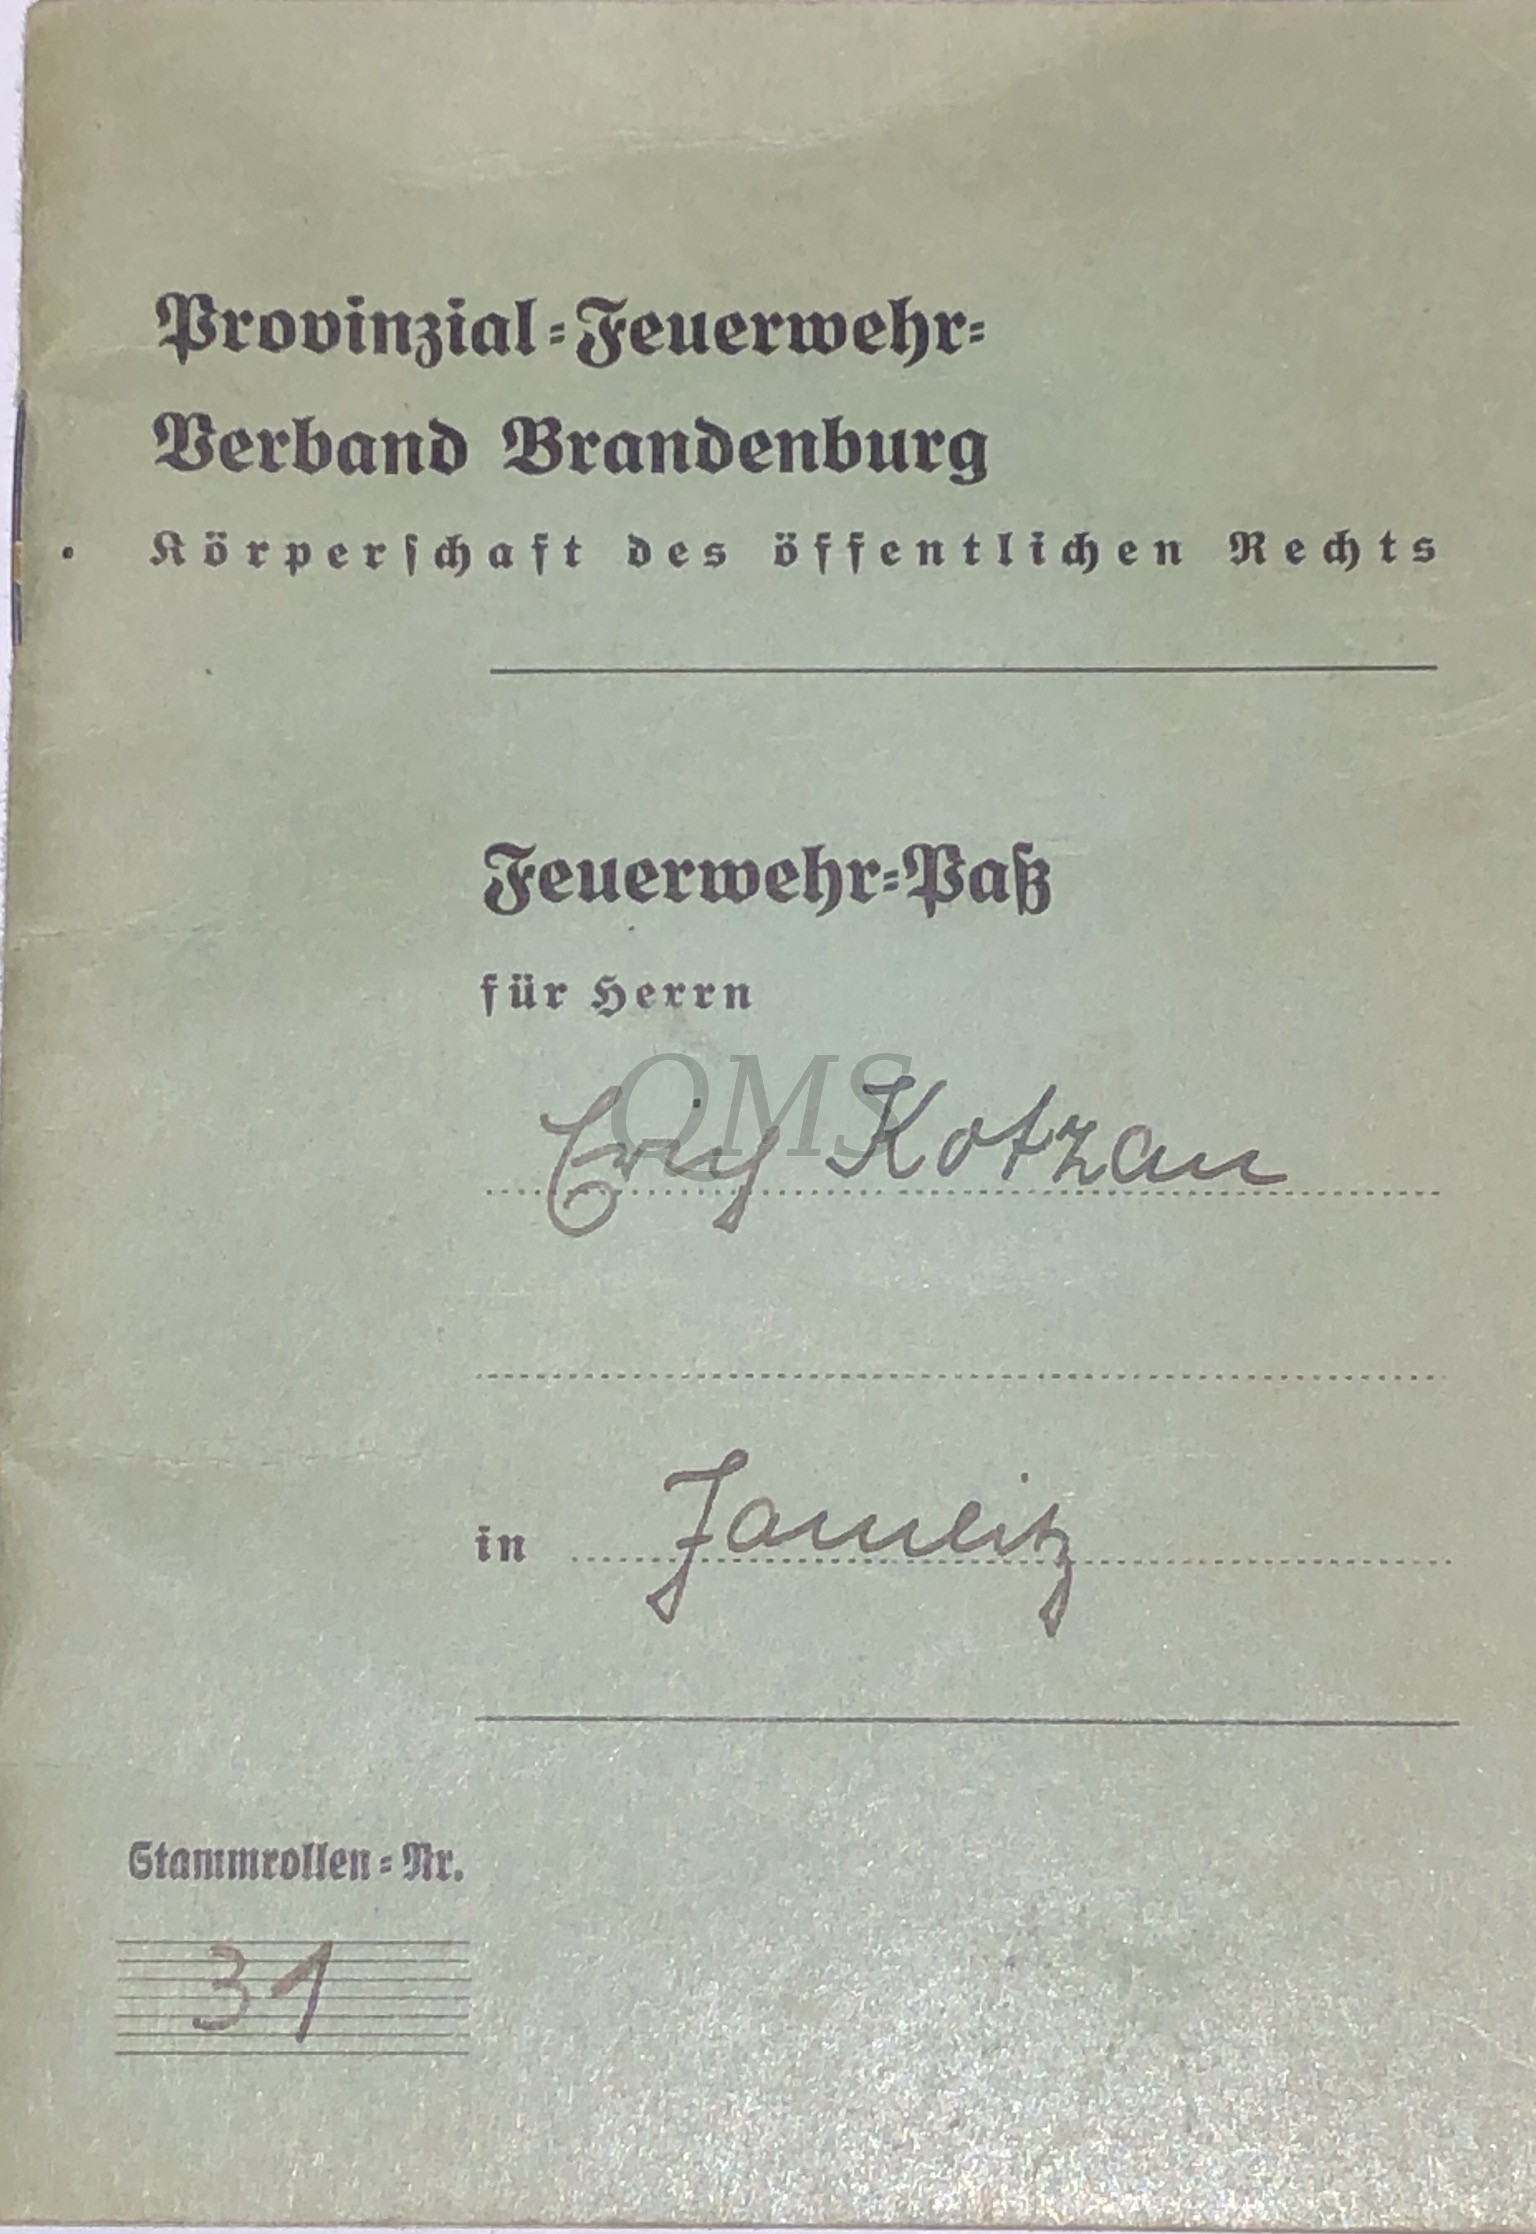 Provinzial-Feuerwehr-
Verband Brandenburg
Körperschaft des öffentlichen Rechts
Feuerwehr-Paß
für Herrn
QMS
Erich Kotzan
in Jamlitz
Stammrollen-Nr.
31